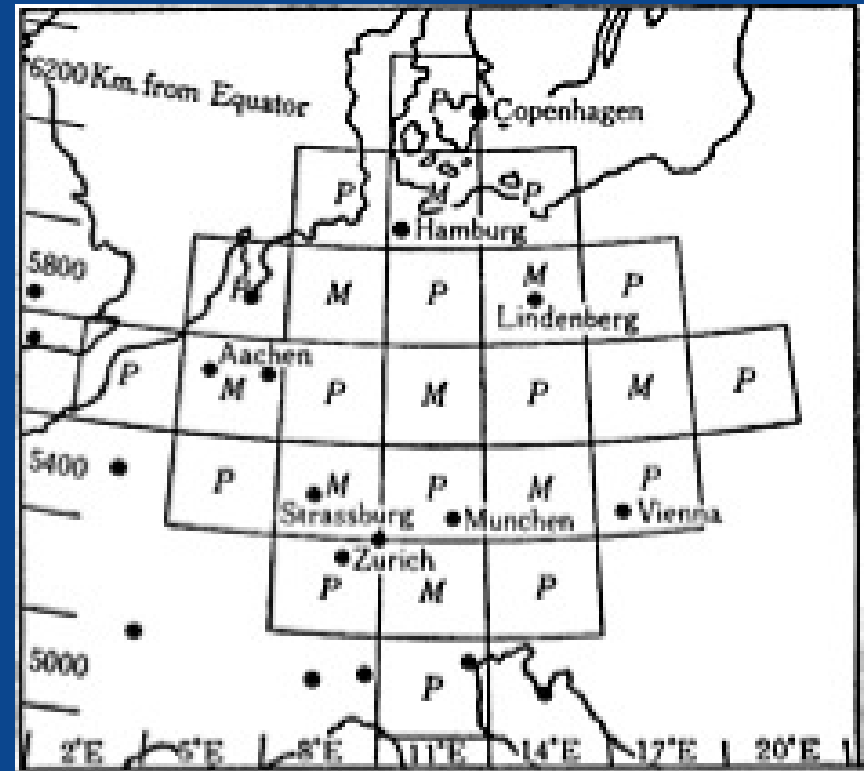 6200 Km. from Equator
P Copenhagen
P M P
Hamburg
5800 P M P M P
Lindenberg
Aachen
P M P M P M P
5400 P M P M P
Strassburg Munchen Vienna
Zurich
P M P
5000 P
2°E 5°E 8°E 11°E 14°E 17°E 20°E